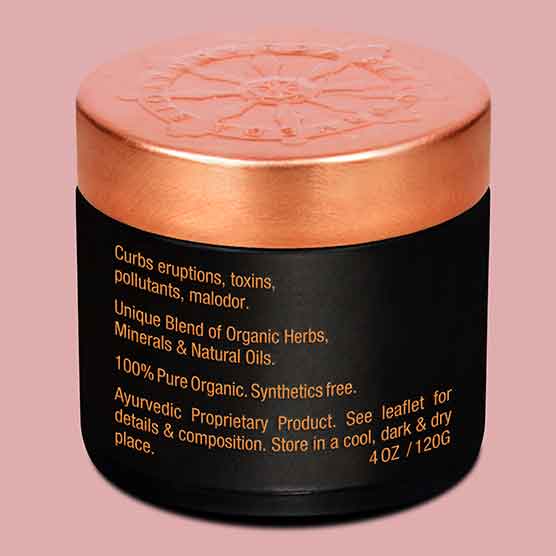 Curbs eruptions, toxins,
pollutants, malodor.
Unique Blend of Organic Herbs,
Minerals & Natural Oils.
100% Pure Organic. Synthetics free.
Ayurvedic Proprietary Product. See leaflet for
details & composition. Store in a cool, dark & dry
place.
4 OZ / 120G